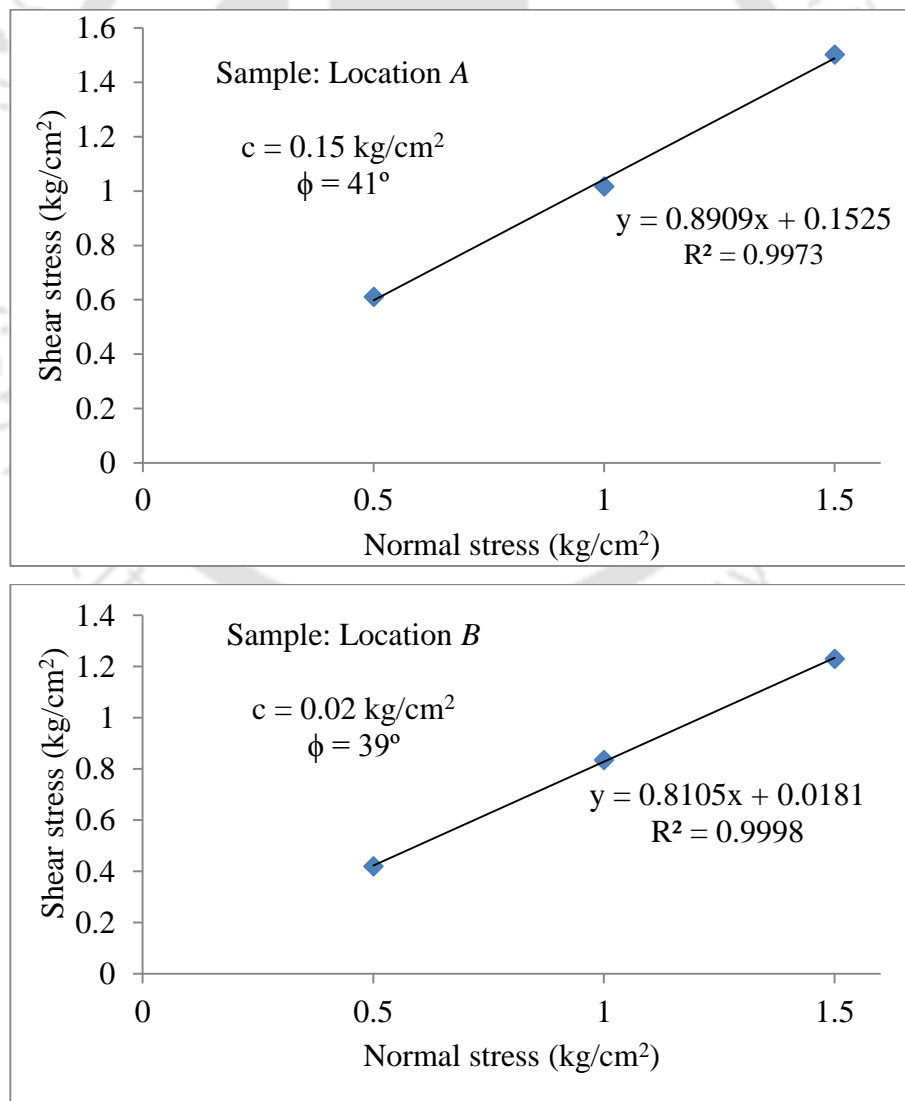 1.6
1.4
1.2
1
0.8
0.6
0.4
0.2
0
Shear stress (kg/cm²)
Sample: Location A
c = 0.15 kg/cm²
ϕ = 41º
y = 0.8909x + 0.1525
R² = 0.9973
0 0.5 1 1.5
Normal stress (kg/cm²)
1.4
1.2
1
0.8
0.6
0.4
0.2
0
Shear stress (kg/cm²)
Sample: Location B
c = 0.02 kg/cm²
ϕ = 39º
y = 0.8105x + 0.0181
R² = 0.9998
0 0.5 1 1.5
Normal stress (kg/cm²)